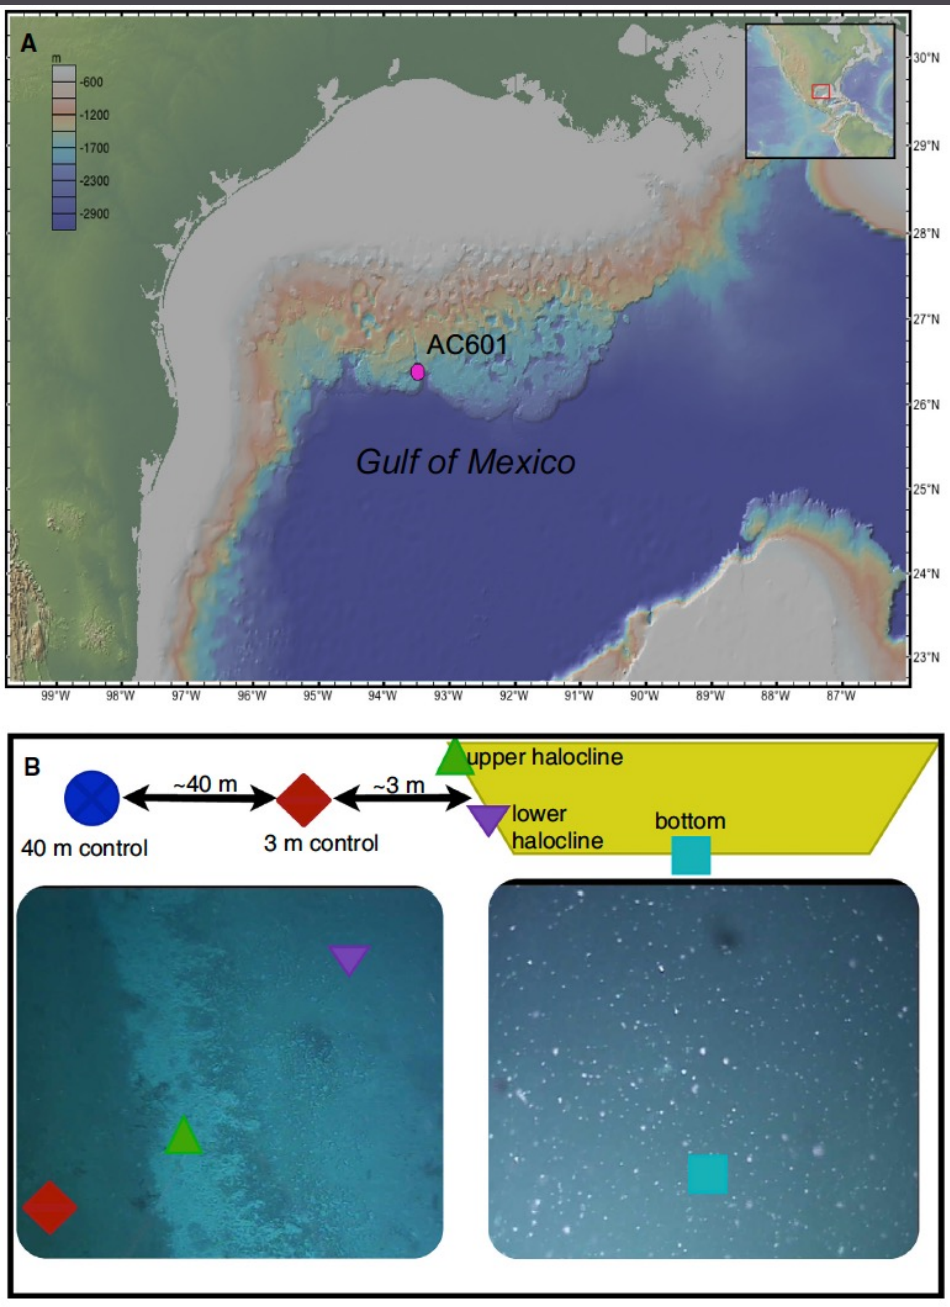 A
m
-600
-1200
-1700
-2300
-2900
30°N
29°N
28°N
27°N
26°N
25°N
24°N
23°N
AC601
Gulf of Mexico
99°W 98°W 97°W 96°W 95°W 94°W 93°W 92°W 91°W 90°W 89°W 88°W 87°W
B
upper halocline
~40 m
~3 m
lower
halocline
bottom
40 m control
3 m control